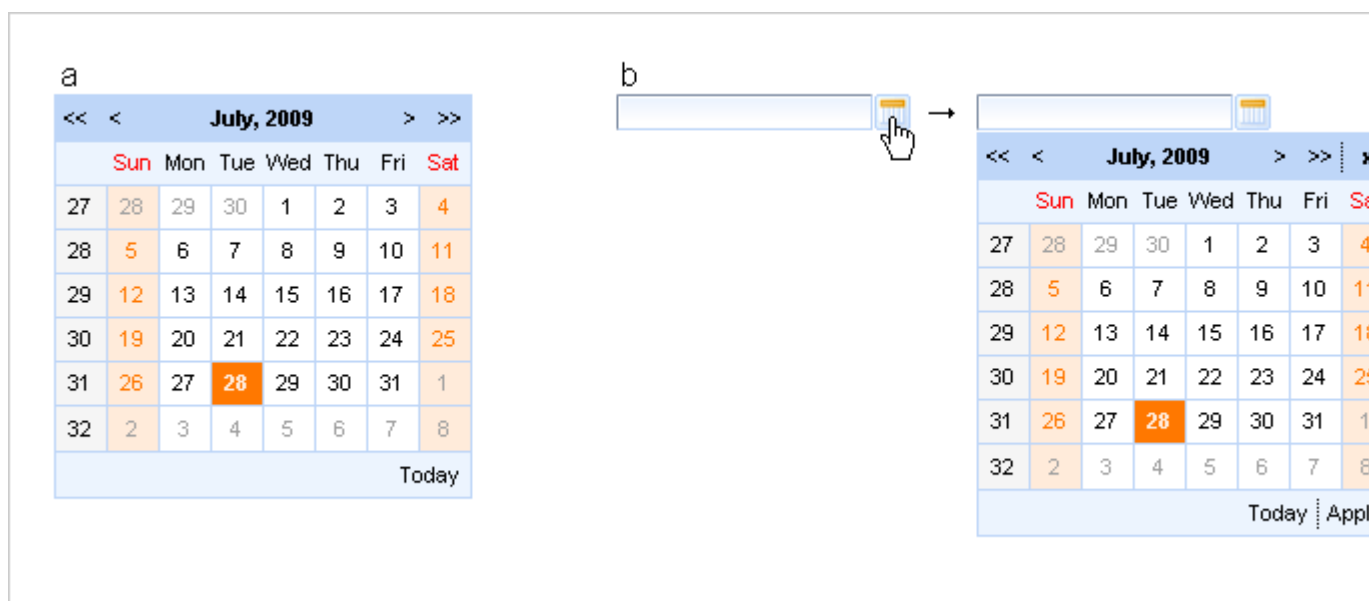 a
<< < July, 2009 > >>
Sun Mon Tue Wed Thu Fri Sat
27 28 29 30 1 2 3 4
28 5 6 7 8 9 10 11
29 12 13 14 15 16 17 18
30 19 20 21 22 23 24 25
31 26 27 28 29 30 31 1
32 2 3 4 5 6 7 8
Today
b
→
<< < July, 2009 > >>
Sun Mon Tue Wed Thu Fri
27 28 29 30 1 2 3
28 5 6 7 8 9 10
29 12 13 14 15 16 17
30 19 20 21 22 23 24
31 26 27 28 29 30 31
32 2 3 4 5 6 7
Today